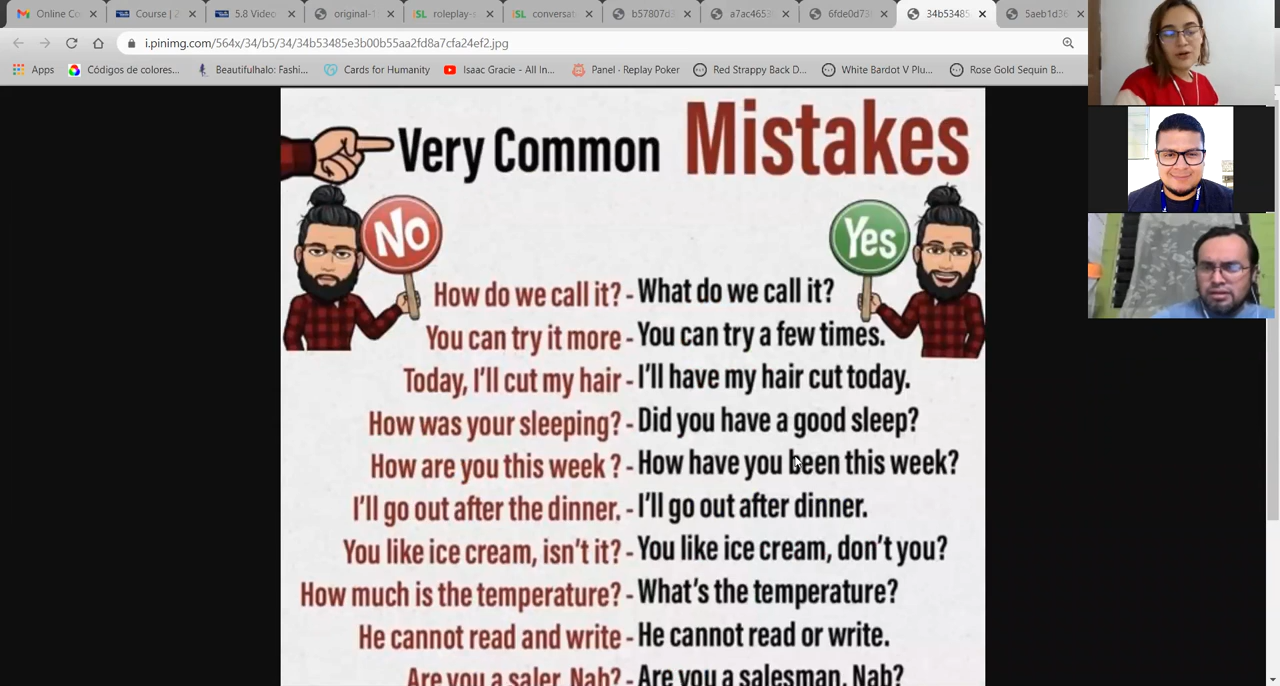 Online Co
Course | 2
5.8 Video
original-1
roleplay-s
conversat
b57807d3
a7ac4653
6fde0d73
34b53485
5aeb1d36
i.pinimg.com/564x/34/b5/34/34b53485e3b00b55aa2fd8a7cfa24ef2.jpg
Apps
Códigos de colores...
Beautifulhalo: Fashi...
Cards for Humanity
Isaac Gracie - All In...
Panel - Replay Poker
Red Strappy Back D...
White Bardot V Plu...
Rose Gold Sequin B...
Very Common Mistakes
No
Yes
How do we call it? - What do we call it?
You can try it more - You can try a few times.
Today, I'll cut my hair - I'll have my hair cut today.
How was your sleeping? - Did you have a good sleep?
How are you this week ? - How have you been this week?
I'll go out after the dinner. - I'll go out after dinner.
You like ice cream, isn't it? - You like ice cream, don't you?
How much is the temperature? - What's the temperature?
He cannot read and write - He cannot read or write.
Are you a saler, Nab? - Are you a salesman, Nab?